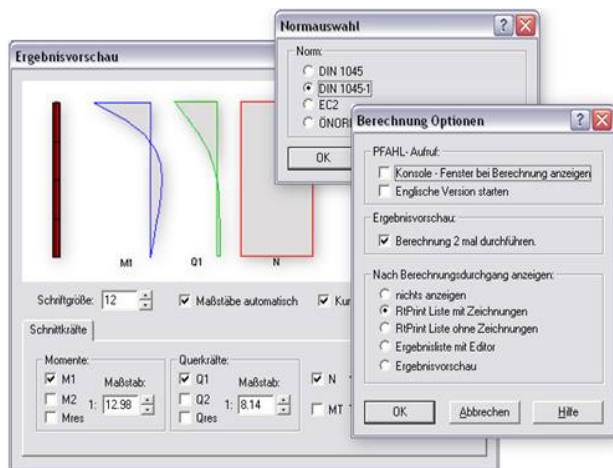 Ergebnisvorschau
M1 Q1 N
Schriftgröße: 12 Maßstäbe automatisch
Schnittkräfte
Momente: Querkräfte:
M1 Maßstab: Q1 Maßstab: N
M2 1: 12.98 Q2 1: 8.14 MT
Mres Qres
Normauswahl
Norm:
DIN 1045
DIN 1045-1
EC2
OK
Berechnung Optionen
PFAHL- Aufruf:
Konsole - Fenster bei Berechnung anzeigen
Englische Version starten
Ergebnisvorschau:
Berechnung 2 mal durchführen.
Nach Berechnungsdurchgang anzeigen:
nichts anzeigen
RtPrint Liste mit Zeichnungen
RtPrint Liste ohne Zeichnungen
Ergebnisliste mit Editor
Ergebnisvorschau
OK Abbrechen Hilfe